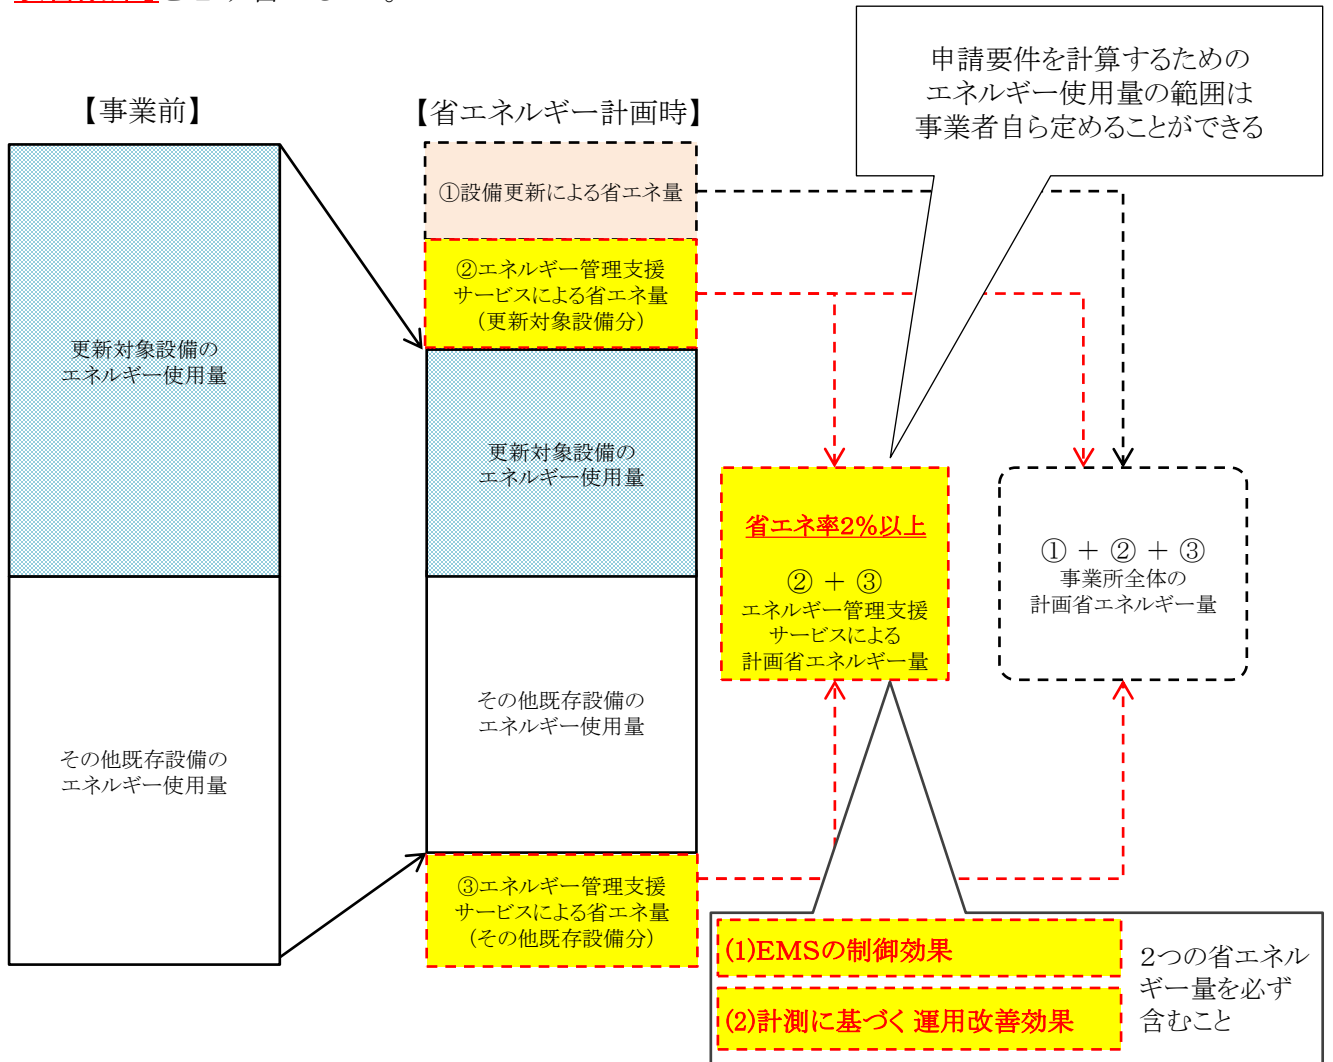 申請要件を計算するための
エネルギー使用量の範囲は
事業者自ら定めることができる
【事業前】
【省エネルギー計画時】
①設備更新による省エネ量
②エネルギー管理支援
サービスによる省エネ量
（更新対象設備分）
更新対象設備の
エネルギー使用量
更新対象設備の
エネルギー使用量
省エネ率2％以上
② ＋ ③
エネルギー管理支援
サービスによる
計画省エネルギー量
① ＋ ② ＋ ③
事業所全体の
計画省エネルギー量
その他既存設備の
エネルギー使用量
その他既存設備の
エネルギー使用量
③エネルギー管理支援
サービスによる省エネ量
（その他既存設備分）
(1)EMSの制御効果
(2)計測に基づく運用改善効果
2つの省エネル
ギー量を必ず
含むこと